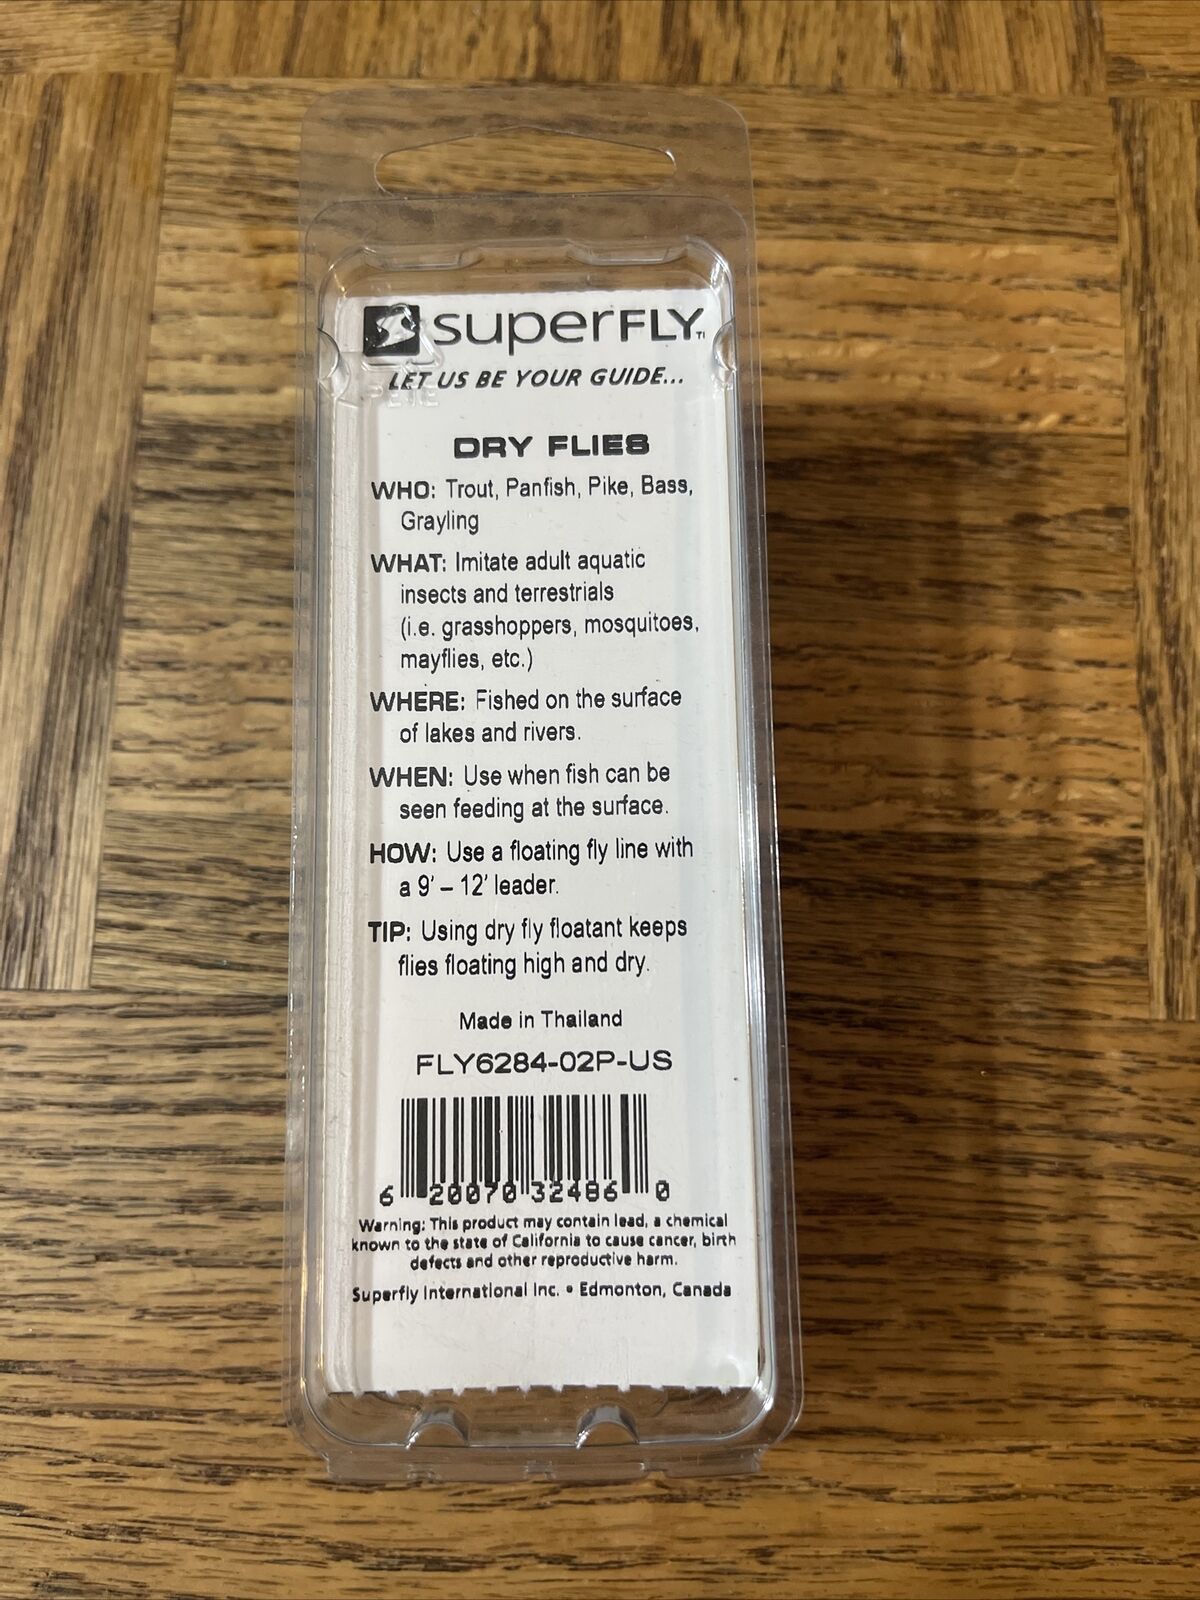 superFLY TM
LET US BE YOUR GUIDE...
PETE
DRY FLIES
WHO: Trout, Panfish, Pike, Bass,
Grayling
WHAT: Imitate adult aquatic
insects and terrestrials
(i.e. grasshoppers, mosquitoes,
mayflies, etc.)
WHERE: Fished on the surface
of lakes and rivers.
WHEN: Use when fish can be
seen feeding at the surface.
HOW: Use a floating fly line with
a 9' – 12' leader.
TIP: Using dry fly floatant keeps
flies floating high and dry.
Made in Thailand
FLY6284-02P-US
6 20070 32486 0
Warning: This product may contain lead, a chemical
known to the state of California to cause cancer, birth
defects and other reproductive harm.
Superfly International Inc. • Edmonton, Canada